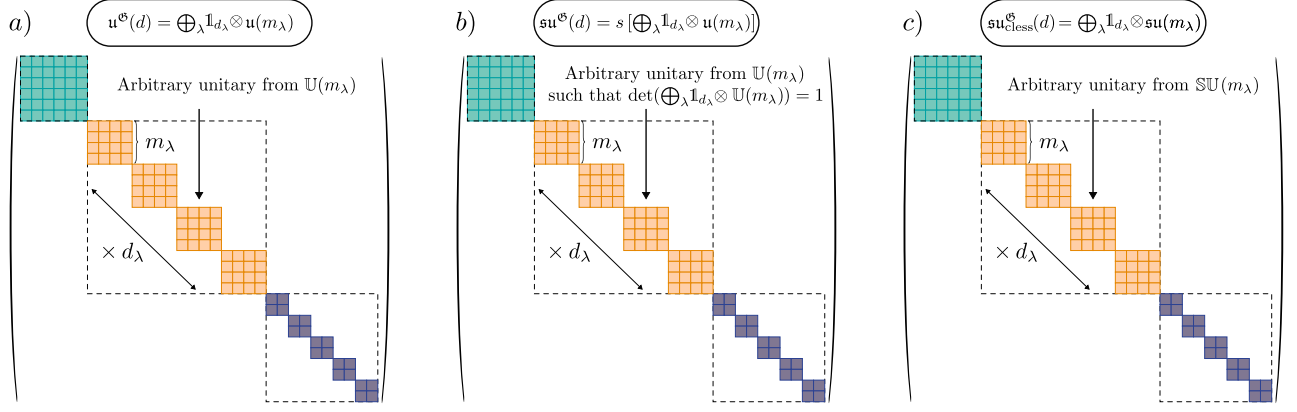 a)
𝔲^𝔊(d) = ⊕_λ 𝟙_{d_λ} ⊗ 𝔲(m_λ)
Arbitrary unitary from 𝕌(m_λ)
m_λ
× d_λ
b)
𝔰𝔲^𝔊(d) = s [⊕_λ 𝟙_{d_λ} ⊗ 𝔲(m_λ)]
Arbitrary unitary from 𝕌(m_λ)
such that det(⊕_λ 𝟙_{d_λ} ⊗ 𝕌(m_λ)) = 1
m_λ
× d_λ
c)
𝔰𝔲^𝔊_{cless}(d) = ⊕_λ 𝟙_{d_λ} ⊗ 𝔰𝔲(m_λ)
Arbitrary unitary from 𝕊𝕌(m_λ)
m_λ
× d_λ